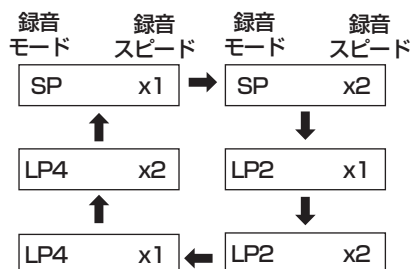 録音 録音 録音 録音
モード スピード モード スピード
SP x1 SP x2
LP4 x2 LP2 x1
LP4 x1 LP2 x2